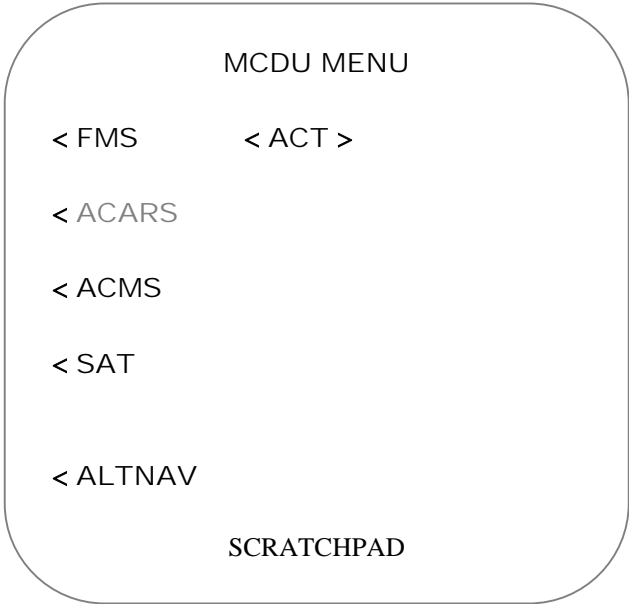 MCDU MENU
< FMS < ACT >
< ACARS
< ACMS
< SAT
< ALTNAV
SCRATCHPAD